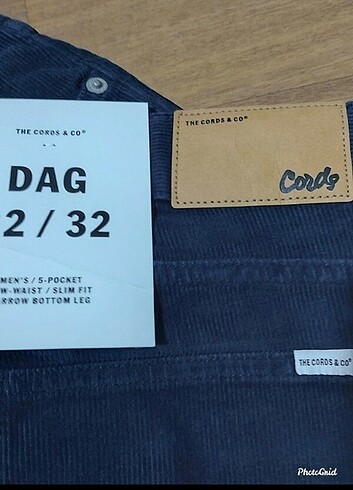 THE CORDS & CO®
DAG
2 / 32
MEN'S / 5-POCKET
W-WAIST / SLIM FIT
RROW BOTTOM LEG
THE CORDS & CO®
Cords
THE CORDS & CO®
PhotoGrid